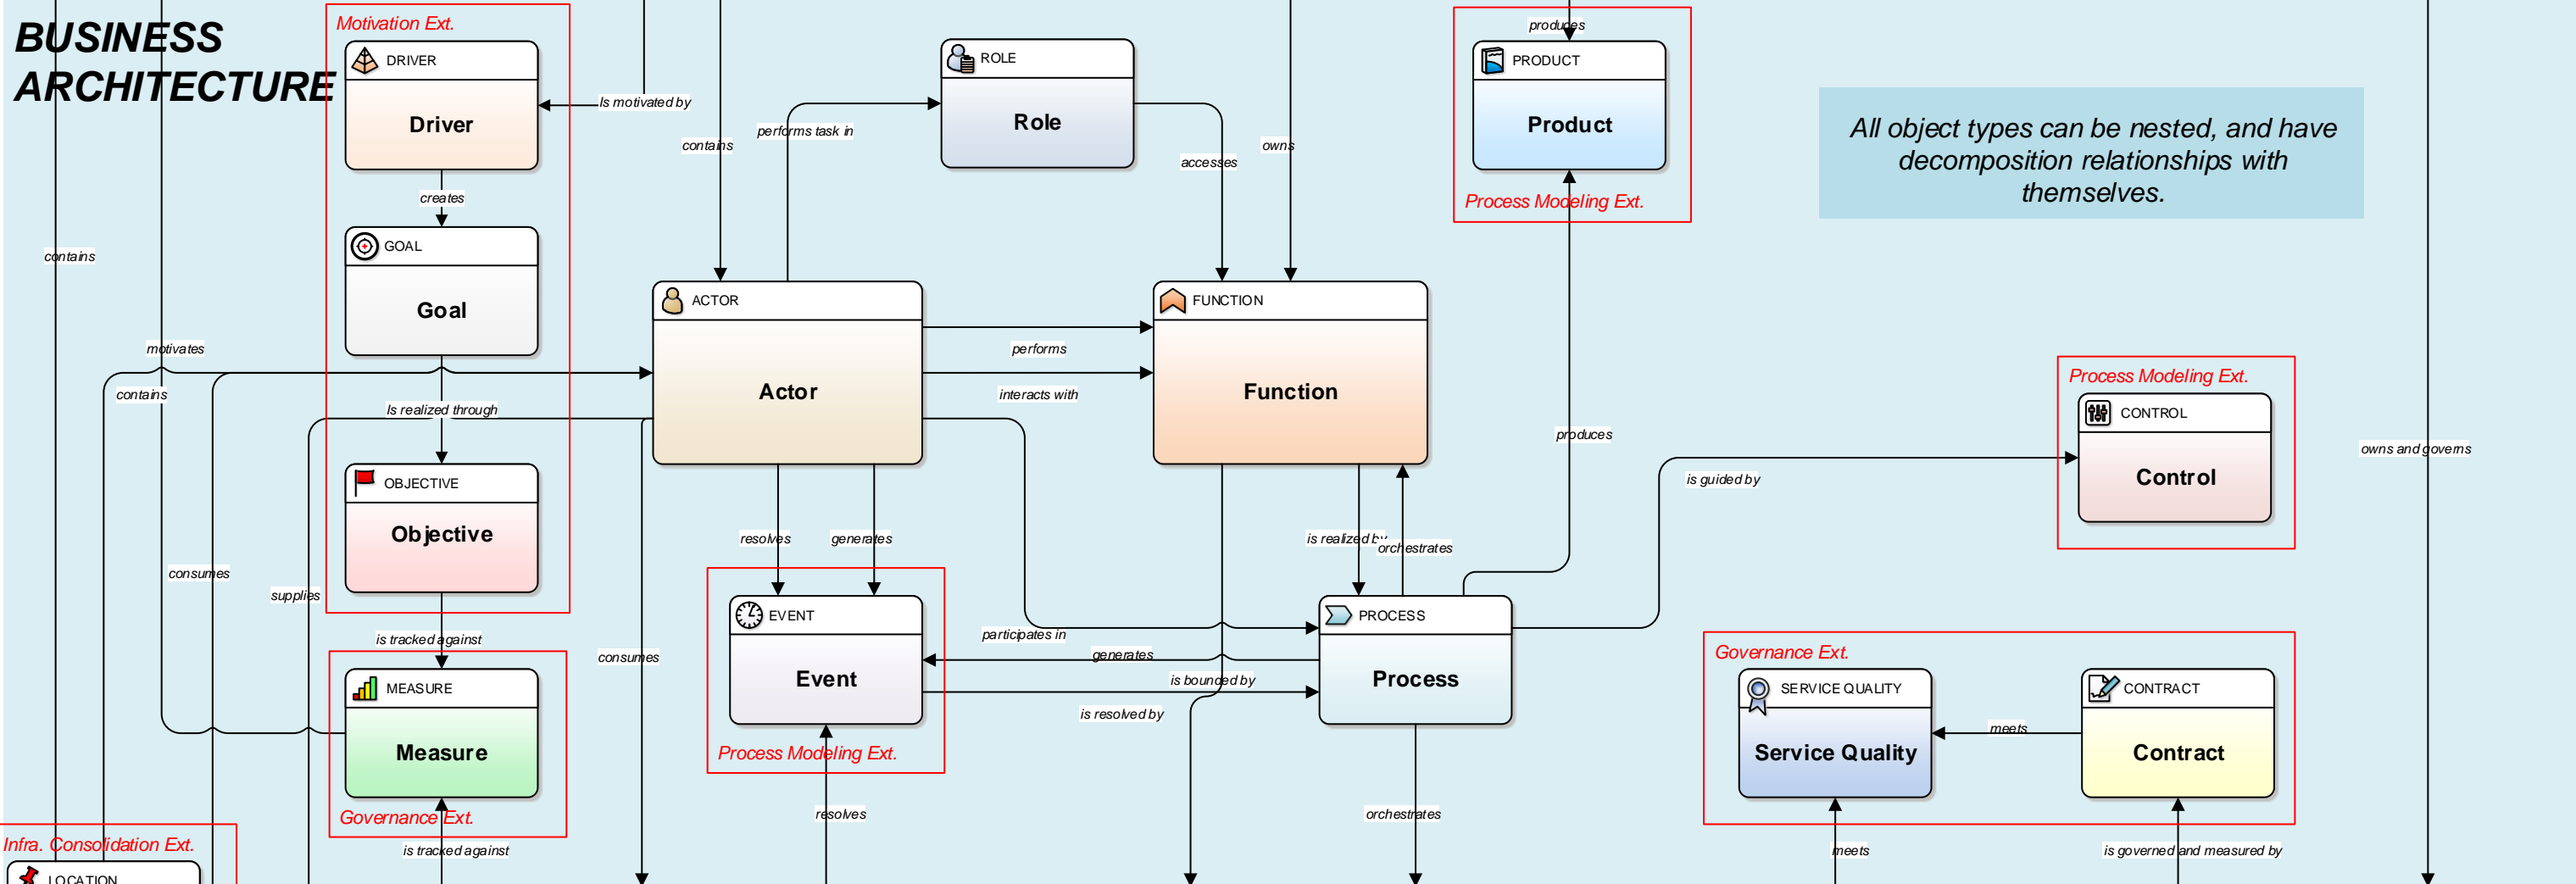 BUSINESS
ARCHITECTURE
Motivation Ext.
DRIVER
Driver
Is motivated by
creates
GOAL
Goal
Is realized through
OBJECTIVE
Objective
is tracked against
MEASURE
Measure
Governance Ext.
is tracked against
contains
motivates
contains
consumes
supplies
Infra. Consolidation Ext.
LOCATION
contains
performs task in
ROLE
Role
accesses
owns
ACTOR
Actor
performs
interacts with
FUNCTION
Function
resolves
generates
is realized by
orchestrates
consumes
EVENT
Event
Process Modeling Ext.
resolves
participates in
generates
is bounded by
is resolved by
PROCESS
Process
orchestrates
produces
PRODUCT
Product
Process Modeling Ext.
produces
is guided by
All object types can be nested, and have
decomposition relationships with
themselves.
Process Modeling Ext.
CONTROL
Control
owns and governs
Governance Ext.
SERVICE QUALITY
Service Quality
meets
CONTRACT
Contract
meets
is governed and measured by